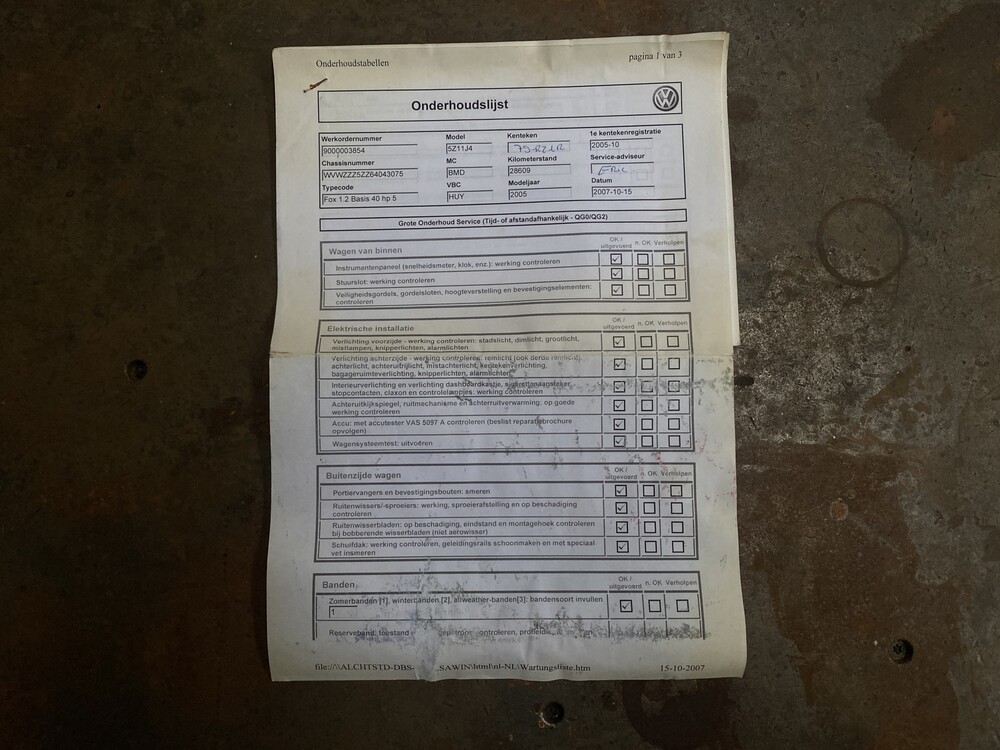 Onderhoudstabellen pagina 1 van 3
Onderhoudslijst
Werkordernummer Model Kenteken 1e kentekenregistratie
9000003854 5Z11J4 79-RZ-LR 2005-10
Chassisnummer MC Kilometerstand Service-adviseur
WVWZZZ5ZZ64043075 BMD 28609 ERIC
Typecode VBC Modeljaar Datum
Fox 1.2 Basis 40 hp 5 HUY 2005 2007-10-15
Grote Onderhoud Service (Tijd- of afstandafhankelijk - QG0/QG2)
Wagen van binnen OK / uitgevoerd n. OK Verholpen
Instrumentenpaneel (snelheidsmeter, klok, enz.): werking controleren
Stuurslot: werking controleren
Veiligheidsgordels, gordelsloten, hoogteverstelling en bevestigingselementen:
controleren
Elektrische installatie OK / uitgevoerd n. OK Verholpen
Verlichting voorzijde - werking controleren: stadslicht, dimlicht, grootlicht,
mistlampen, knipperlichten, alarmlichten
Verlichting achterzijde - werking controleren: remlicht (ook derde remlicht),
achterlicht, achteruitrijlicht, mistachterlicht, kentekenverlichting,
bagageruimteverlichting, knipperlichten, alarmlichten
Interieurverlichting en verlichting dashboardkastje, sigarettenaansteker,
stopcontacten, claxon en controlelampjes: werking controleren
Achteruitkijkspiegel, ruitmechanisme en achterruitverwarming: op goede
werking controleren
Accu: met accutester VAS 5097 A controleren (beslist reparatiebrochure
opvolgen)
Wagensysteemtest: uitvoeren
Buitenzijde wagen OK / uitgevoerd n. OK Verholpen
Portiervangers en bevestigingsbouten: smeren
Ruitenwissers/-sproeiers: werking, sproeierafstelling en op beschadiging
controleren
Ruitenwisserbladen: op beschadiging, eindstand en montagehoek controleren
bij bobberende wisserbladen (niet aerowisser)
Schuifdak: werking controleren, geleidingsrails schoonmaken en met speciaal
vet insmeren
Banden OK / uitgevoerd n. OK Verholpen
Zomerbanden [1], winterbanden [2], allweather-banden[3]: bandensoort invullen
1
Reserveband: toestand controleren,
file://\\ALCHTSTD-DBS- SAWIN\html\nl-NL\Wartungsliste.htm 15-10-2007